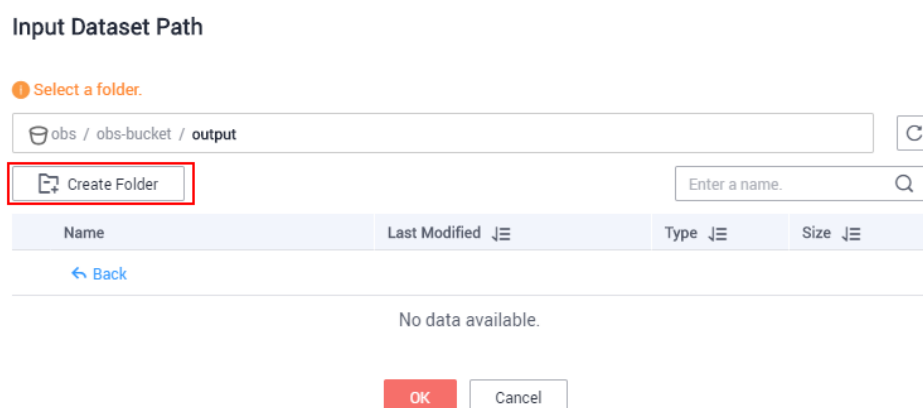 Input Dataset Path
Select a folder.
obs / obs-bucket / output
Create Folder
Enter a name.
Name Last Modified Type Size
Back
No data available.
OK Cancel